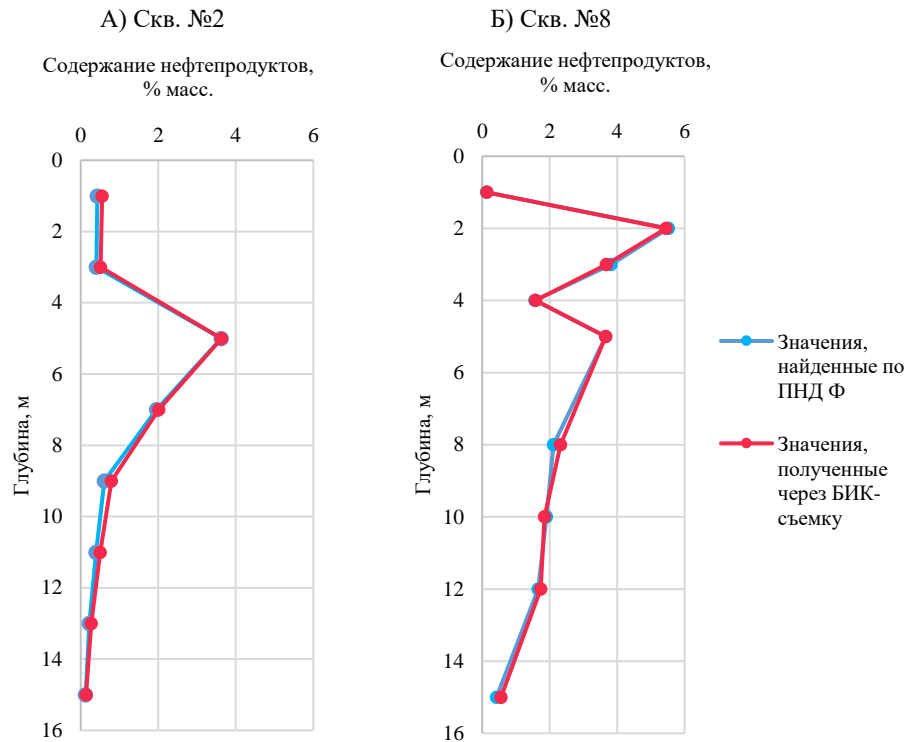 А) Скв. №2
Содержание нефтепродуктов,
% масс.
0 2 4 6
0
2
4
6
8
10
12
14
16
Глубина, м
Б) Скв. №8
Содержание нефтепродуктов,
% масс.
0 2 4 6
0
2
4
6
8
10
12
14
16
Глубина, м
Значения,
найденные по
ПНД Ф
Значения,
полученные
через БИК-
съемку